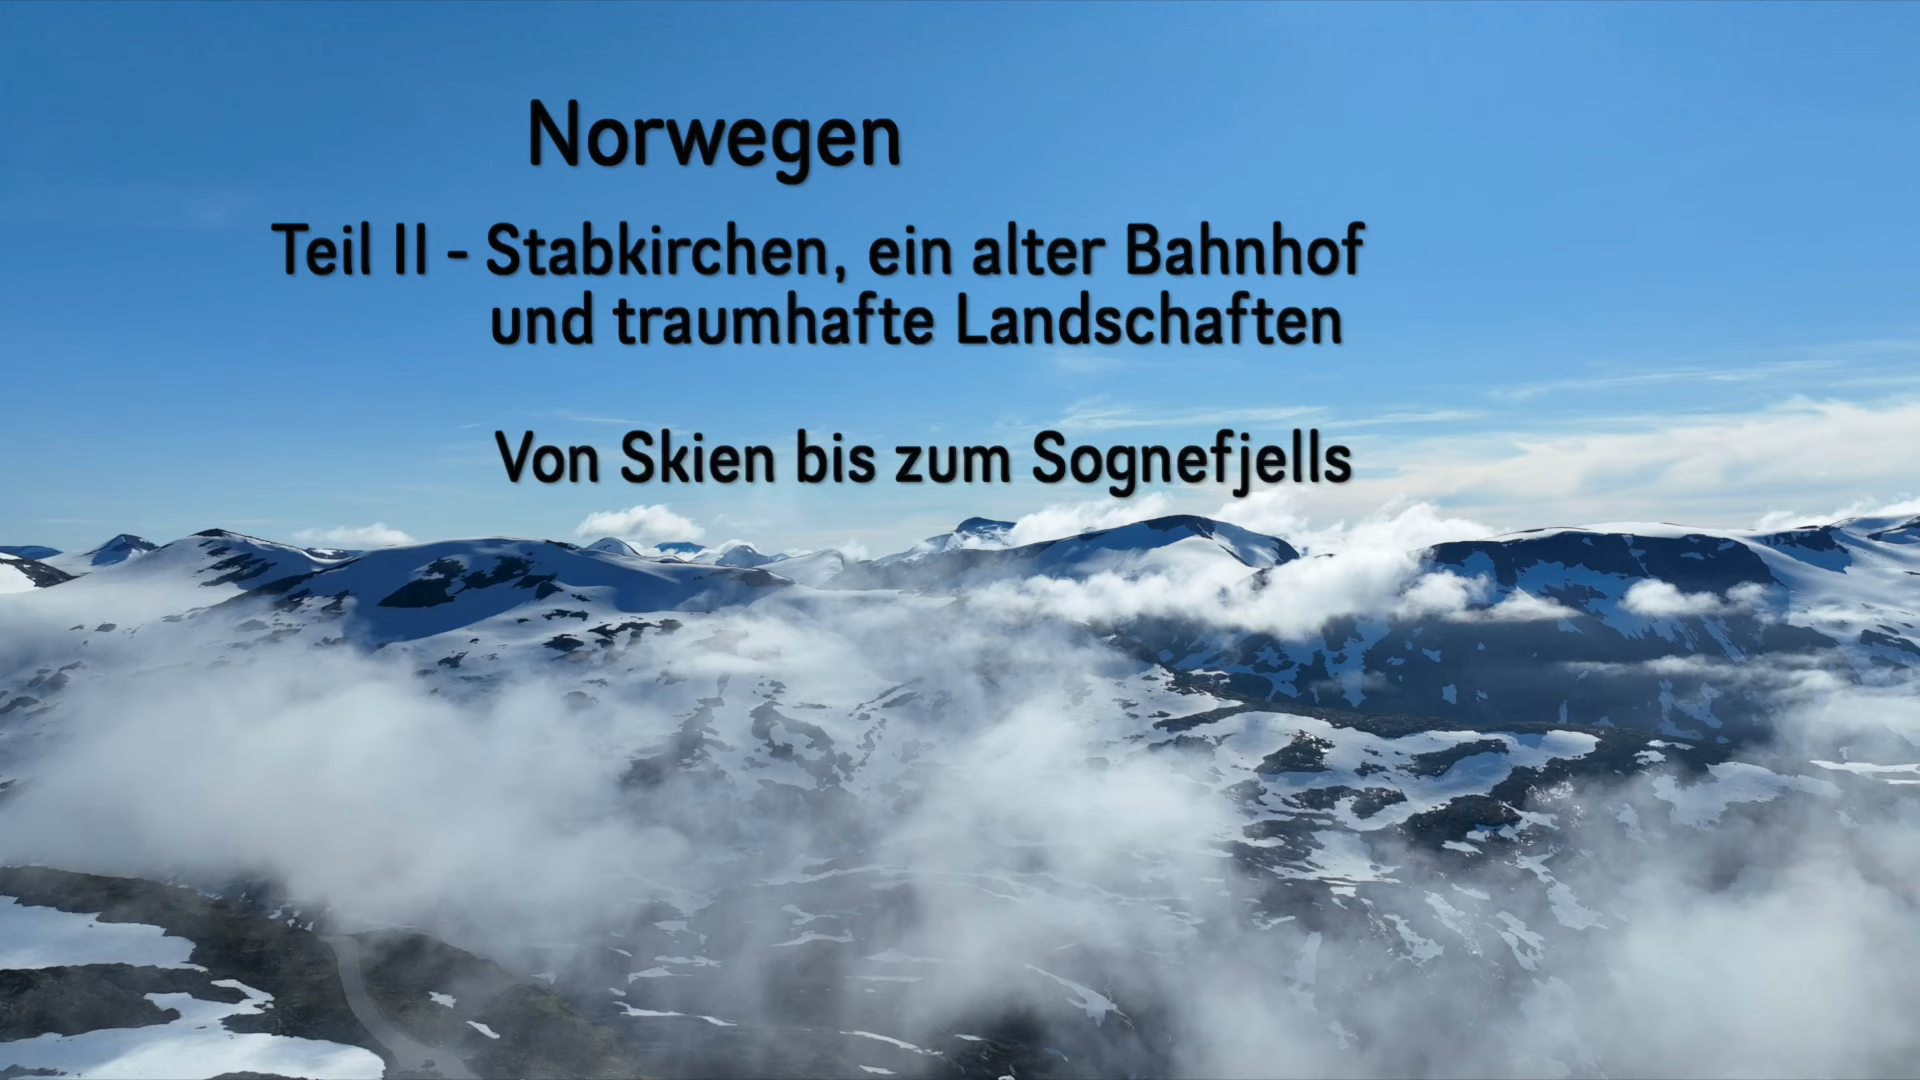 Norwegen
Teil II - Stabkirchen, ein alter Bahnhof
und traumhafte Landschaften
Von Skien bis zum Sognefjells